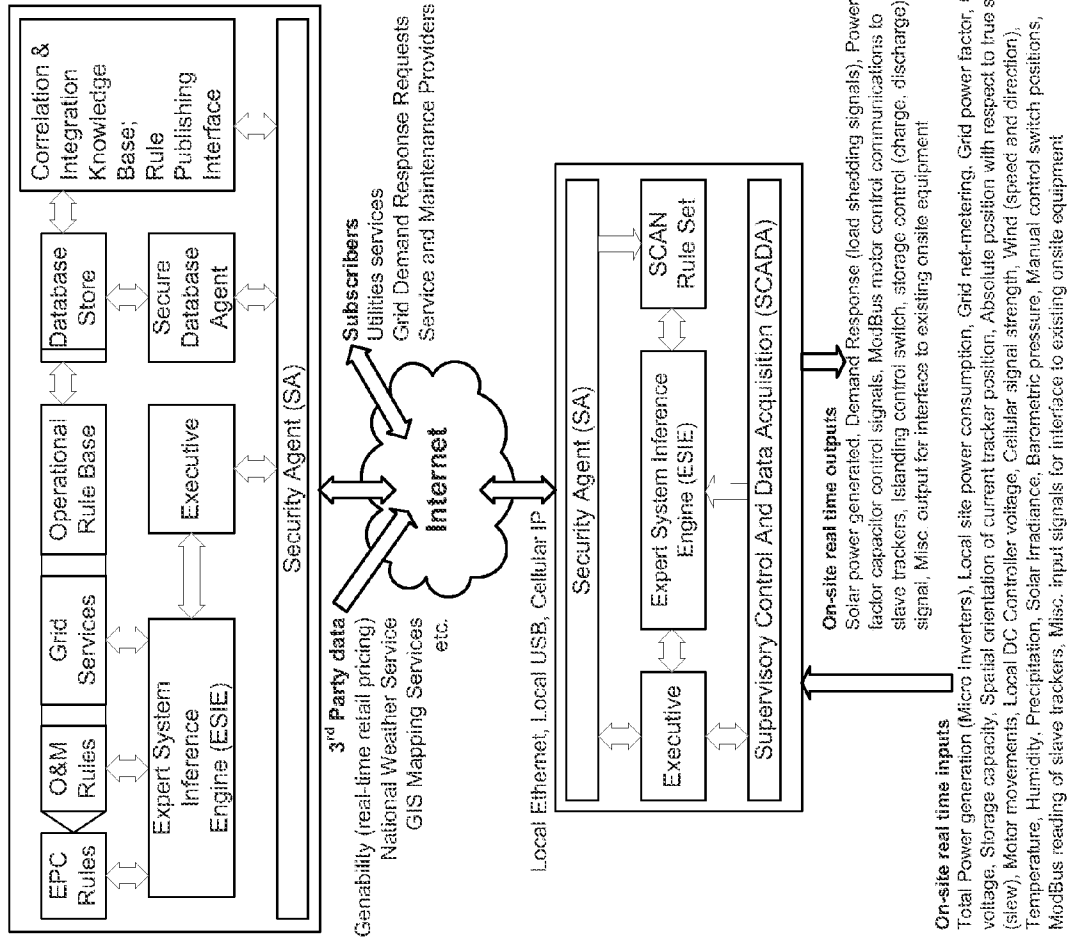 EPC
Rules
O&M
Rules
Grid
Services
Operational
Rule Base
Database
Store
Correlation &
Integration
Knowledge
Base;
Rule
Publishing
Interface
Expert System
Inference
Engine (ESIE)
Executive
Secure
Database
Agent
Security Agent (SA)
3rd Party data
Genability (real-time retail pricing)
National Weather Service
GIS Mapping Services
etc.
Internet
Subscribers
Utilities services
Grid Demand Response Requests
Service and Maintenance Providers
Local Ethernet, Local USB, Cellular IP
Security Agent (SA)
Executive
Expert System Inference
Engine (ESIE)
SCAN
Rule Set
Supervisory Control And Data Acquisition (SCADA)
On-site real time outputs
Solar power generated, Demand Response (load shedding signals), Power
factor capacitor control signals, ModBus motor control communications to
slave trackers, Islanding control switch, storage control (charge, discharge)
signal, Misc. output for interface to existing onsite equipment
On-site real time inputs
Total Power generation (Micro Inverters), Local site power consumption, Grid net-metering, Grid power factor,
voltage, Storage capacity, Spatial orientation of current tracker position, Absolute position with respect to true
(slew), Motor movements, Local DC Controller voltage, Cellular signal strength, Wind (speed and direction),
Temperature, Humidity, Precipitation, Solar Irradiance, Barometric pressure, Manual control switch positions,
ModBus reading of slave trackers, Misc. input signals for interface to existing onsite equipment